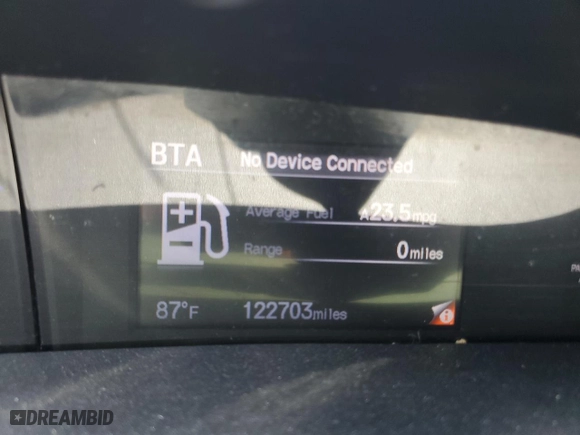 BTA No Device Connected
Average Fuel A23.5mpg
Range 0miles
87°F 122703miles
DREAMBID